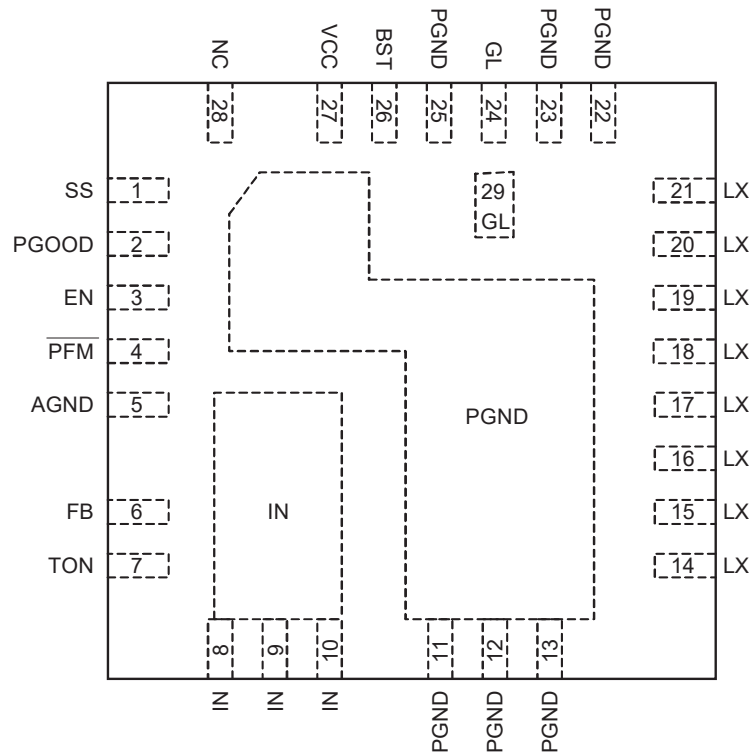 NC
VCC
BST
PGND
GL
PGND
PGND
28
27
26
25
24
23
22
SS 1
29
GL
21 LX
PGOOD 2
20 LX
EN 3
19 LX
PFM 4
18 LX
AGND 5
17 LX
PGND
16 LX
FB 6
IN
15 LX
TON 7
14 LX
8
9
10
11
12
13
IN
IN
IN
PGND
PGND
PGND